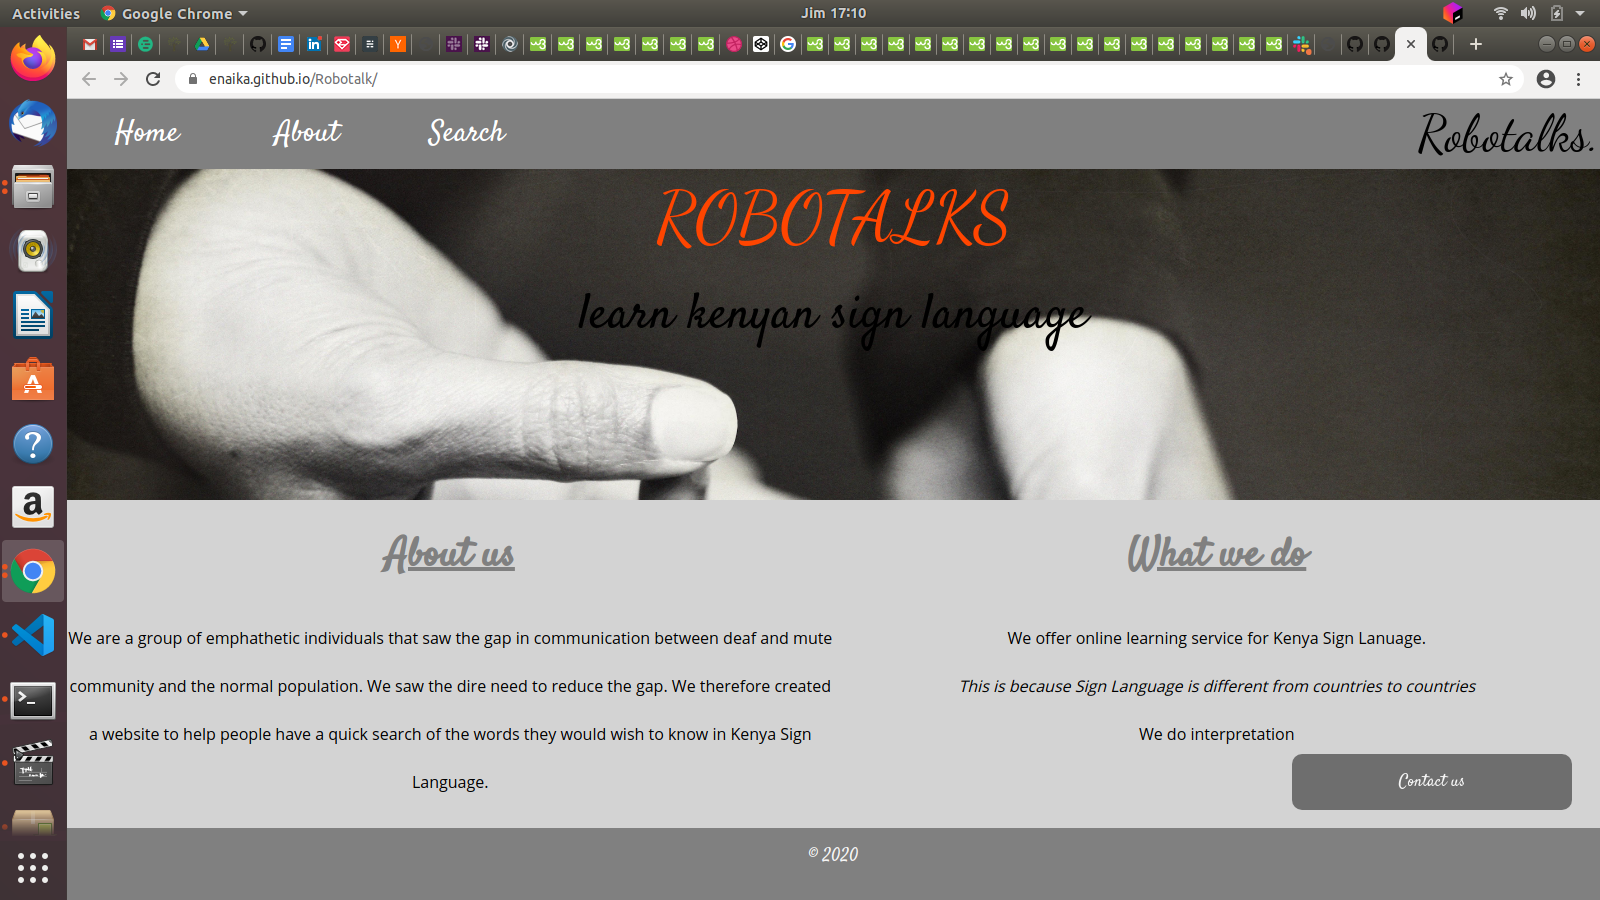 Activities
Google Chrome
Jim 17:10
enaika.github.io/Robotalk/
Home
About
Search
Robotalks.
ROBOTALKS
learn kenyan sign language
About us
We are a group of emphathetic individuals that saw the gap in communication between deaf and mute
community and the normal population. We saw the dire need to reduce the gap. We therefore created
a website to help people have a quick search of the words they would wish to know in Kenya Sign
Language.
What we do
We offer online learning service for Kenya Sign Lanuage.
This is because Sign Language is different from countries to countries
We do interpretation
Contact us
© 2020